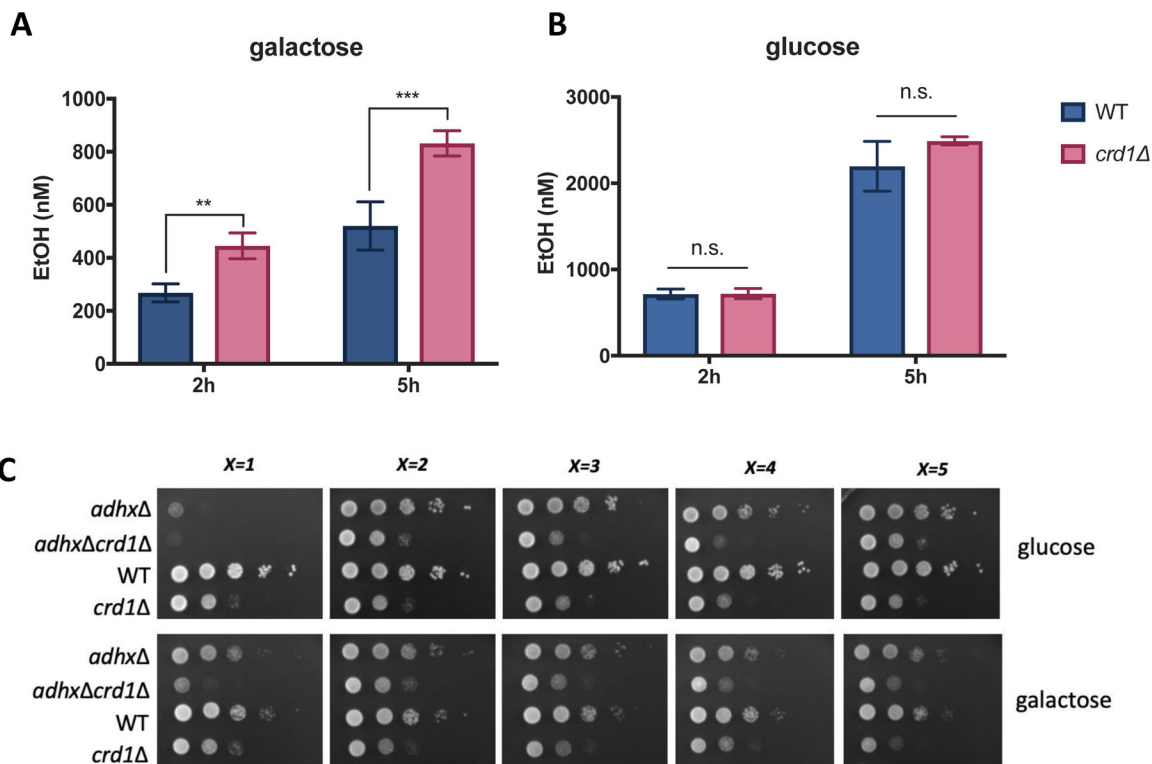 A
galactose
EtOH (nM)
1000
800
600
400
200
0
**
***
2h
5h
B
glucose
EtOH (nM)
3000
2000
1000
0
n.s.
n.s.
2h
5h
WT
crd1Δ
C
X=1
X=2
X=3
X=4
X=5
adhxΔ
adhxΔcrd1Δ
WT
crd1Δ
glucose
adhxΔ
adhxΔcrd1Δ
WT
crd1Δ
galactose